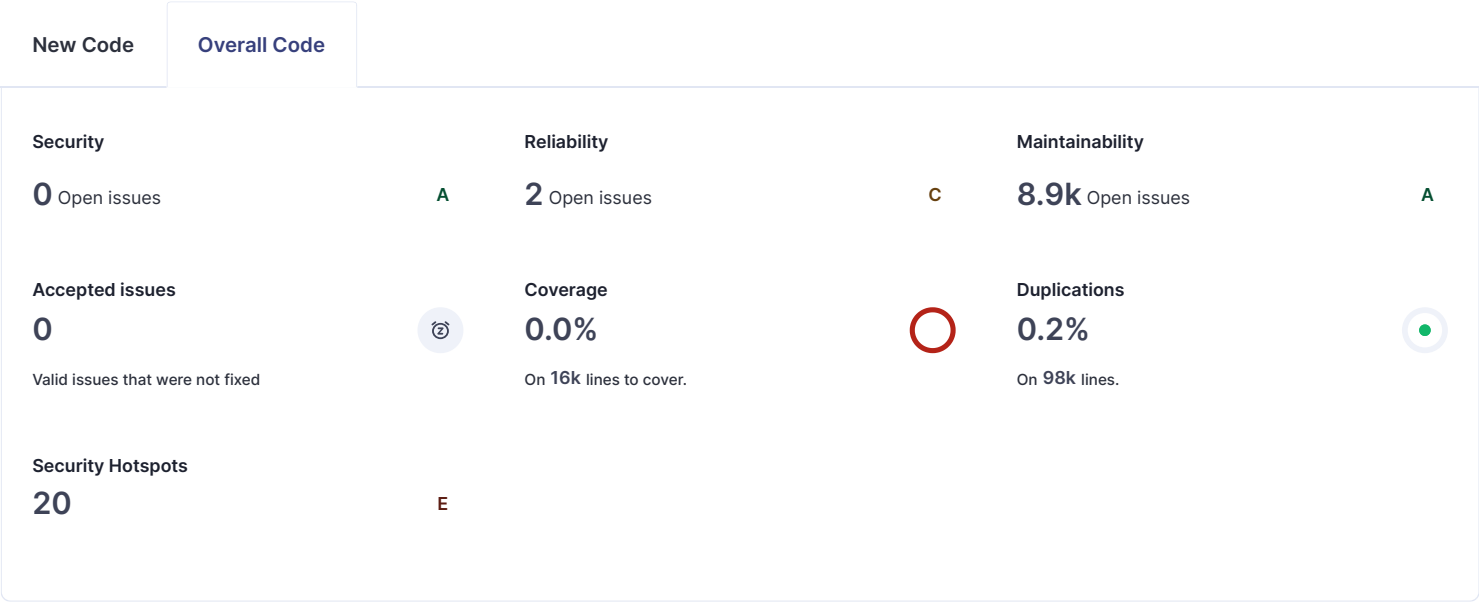 New Code
Overall Code
Security
Reliability
Maintainability
0 Open issues
A
2 Open issues
C
8.9k Open issues
A
Accepted issues
Coverage
Duplications
0
0.0%
0.2%
Valid issues that were not fixed
On 16k lines to cover.
On 98k lines.
Security Hotspots
20
E